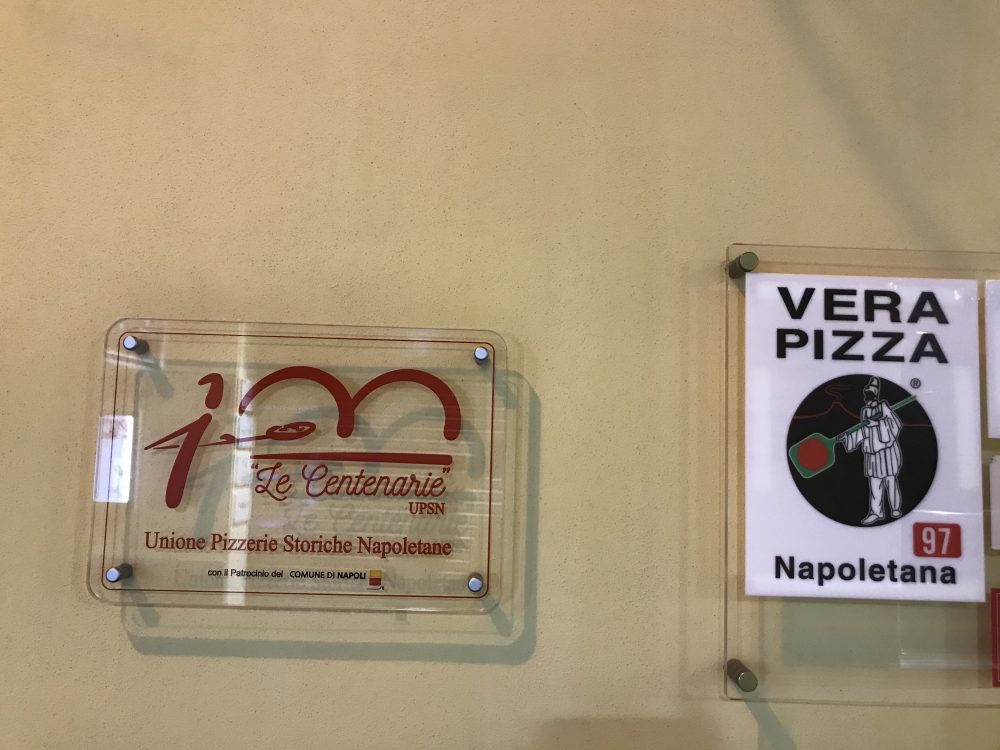 "Le Centenarie"
UPSN
Unione Pizzerie Storiche Napoletane
con il Patrocinio del COMUNE DI NAPOLI
VERA
PIZZA
®
97
Napoletana